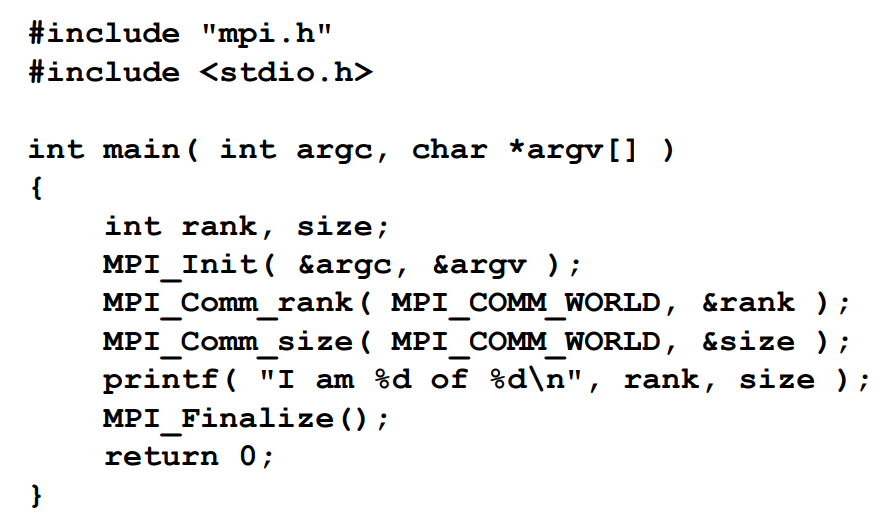 #include "mpi.h"
#include <stdio.h>

int main( int argc, char *argv[] )
{
    int rank, size;
    MPI_Init( &argc, &argv );
    MPI_Comm_rank( MPI_COMM_WORLD, &rank );
    MPI_Comm_size( MPI_COMM_WORLD, &size );
    printf( "I am %d of %d\n", rank, size );
    MPI_Finalize();
    return 0;
}